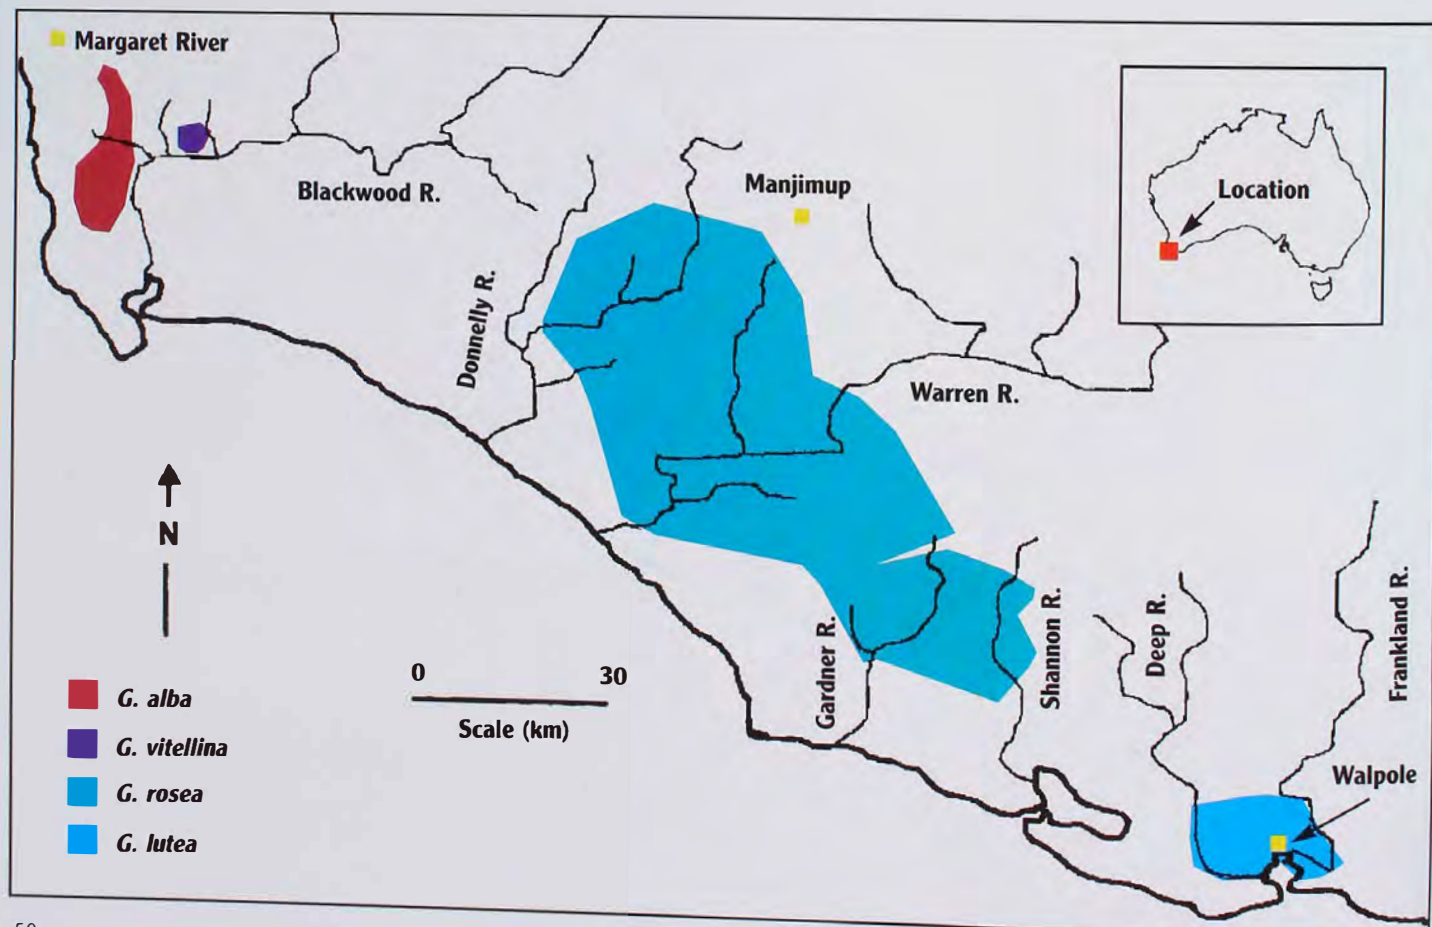 Margaret River
Blackwood R.
Manjimup
Location
Donnelly R.
Warren R.
N
0 30
Scale (km)
Gardner R.
Shannon R.
Deep R.
Frankland R.
Walpole
G. alba
G. vitellina
G. rosea
G. lutea